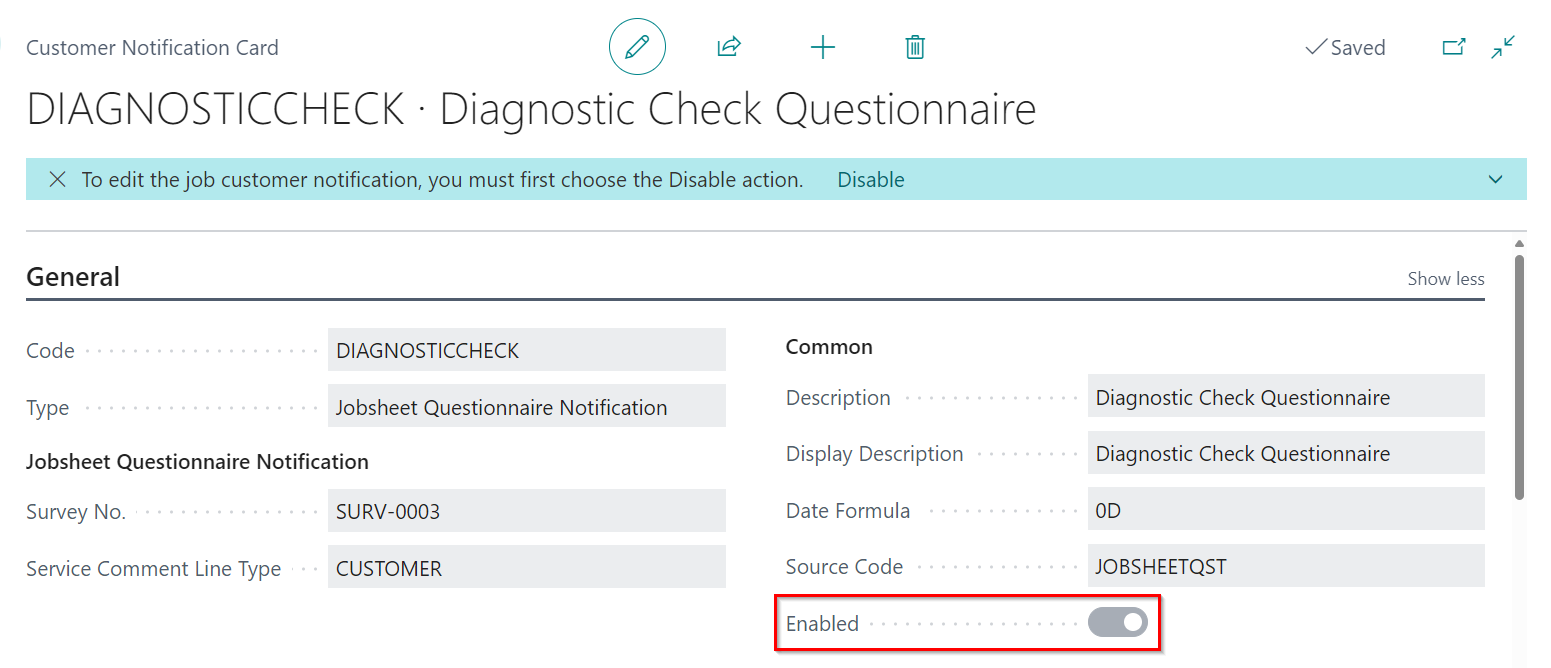 Customer Notification Card
Saved
DIAGNOSTICCHECK · Diagnostic Check Questionnaire
To edit the job customer notification, you must first choose the Disable action. Disable
General
Show less
Code DIAGNOSTICCHECK
Type Jobsheet Questionnaire Notification
Jobsheet Questionnaire Notification
Survey No. SURV-0003
Service Comment Line Type CUSTOMER
Common
Description Diagnostic Check Questionnaire
Display Description Diagnostic Check Questionnaire
Date Formula 0D
Source Code JOBSHEETQST
Enabled